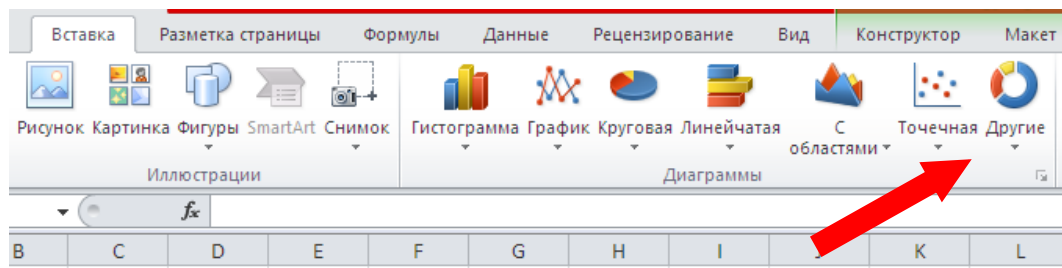 Вставка Разметка страницы Формулы Данные Рецензирование Вид Конструктор Макет
Рисунок Картинка Фигуры SmartArt Снимок Гистограмма График Круговая Линейчатая С областями Точечная Другие
Иллюстрации Диаграммы
fx
B C D E F G H I J K L